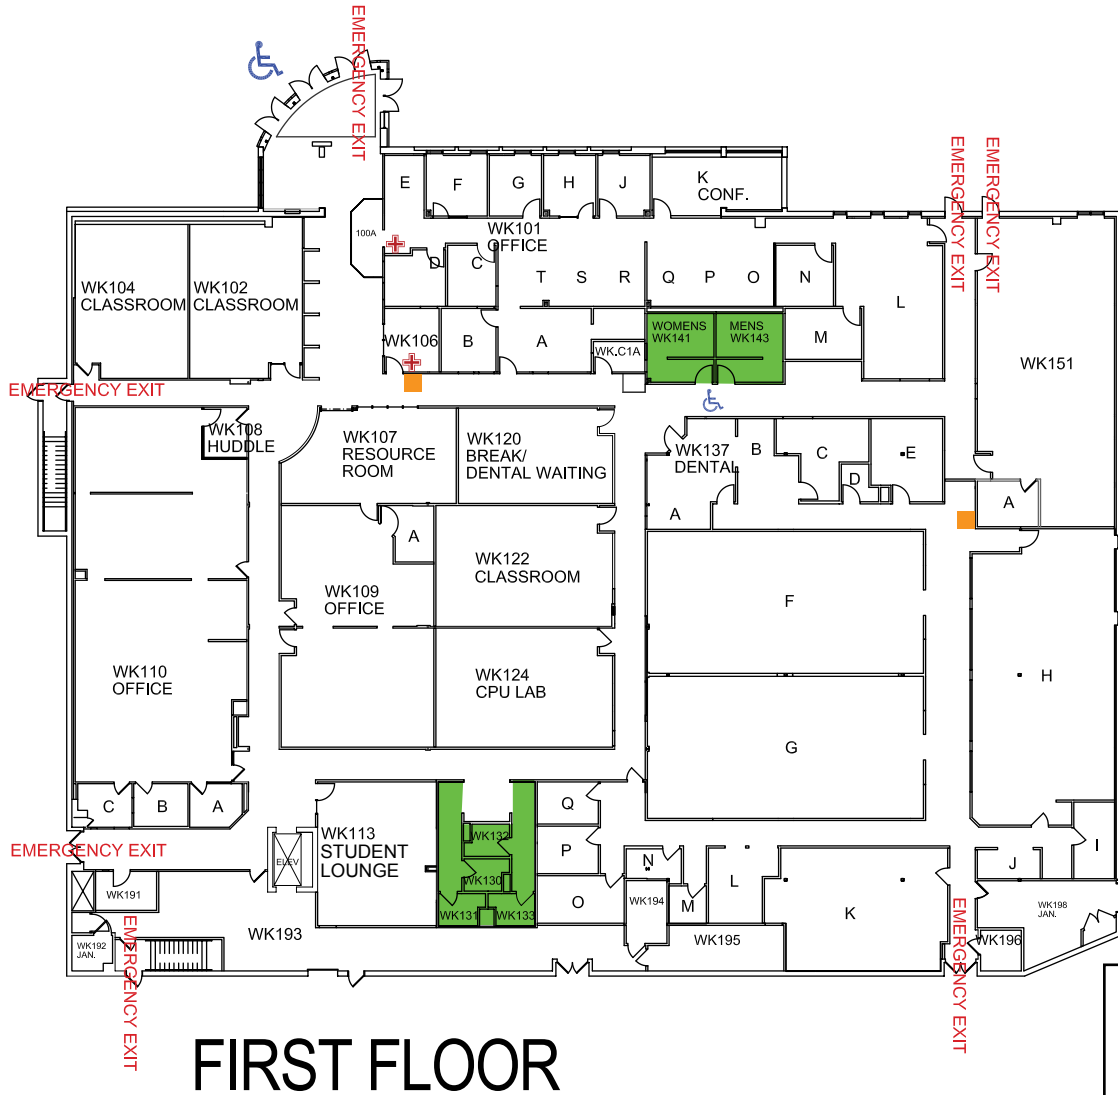 EMERGENCY EXIT
EMERGENCY EXIT
EMERGENCY EXIT
E
F
G
H
J
K
CONF.
100A
WK101
OFFICE
D
C
T
S
R
Q
P
O
N
L
WK104
CLASSROOM
WK102
CLASSROOM
WK106
B
A
WK.C1A
WOMENS
WK141
MENS
WK143
M
WK151
EMERGENCY EXIT
WK108
HUDDLE
WK107
RESOURCE
ROOM
WK120
BREAK/
DENTAL WAITING
WK137
DENTAL
B
C
D
E
A
A
A
WK122
CLASSROOM
WK109
OFFICE
F
WK110
OFFICE
WK124
CPU LAB
H
G
C
B
A
Q
WK113
STUDENT
LOUNGE
WK132
P
EMERGENCY EXIT
ELEV
WK130
N
L
J
I
WK191
WK131
WK133
O
WK194
M
K
WK198
JAN.
WK193
WK192
JAN.
WK195
WK196
EMERGENCY EXIT
EMERGENCY EXIT
FIRST FLOOR